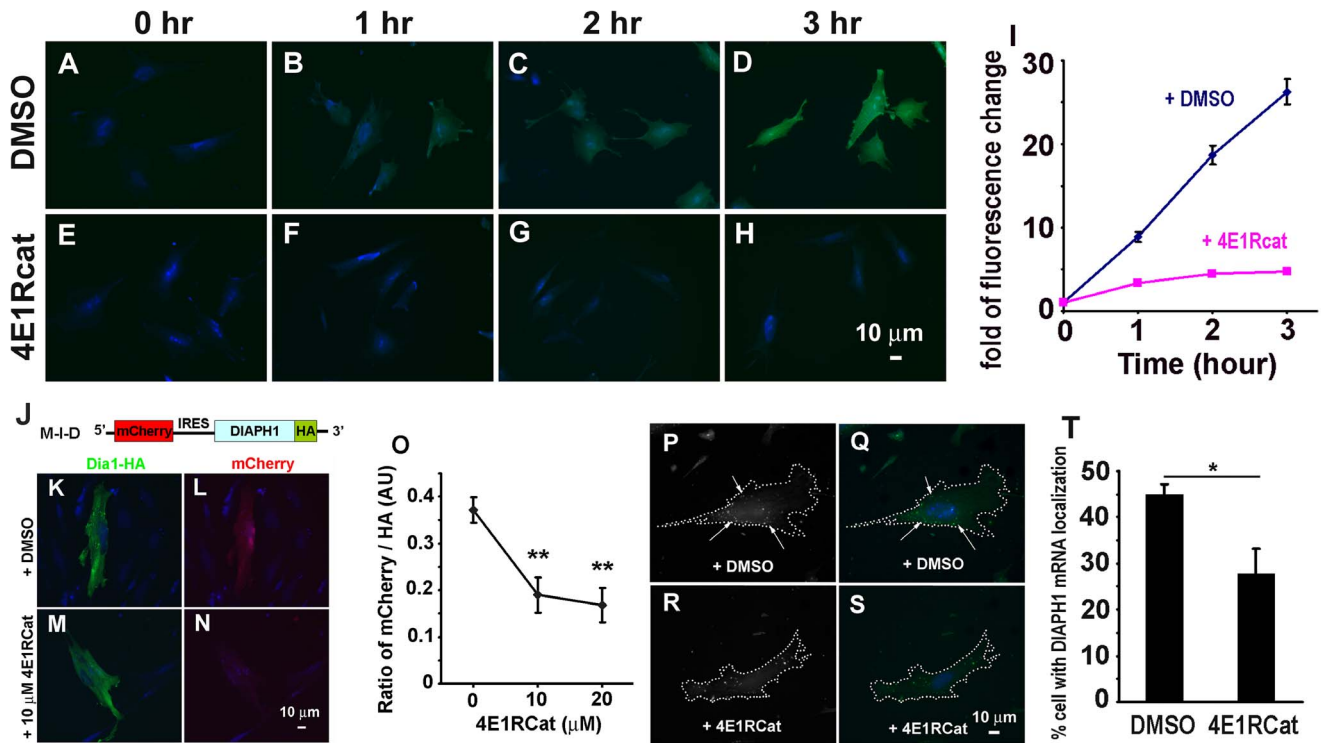 0 hr 1 hr 2 hr 3 hr
DMSO
A B C D
4E1Rcat
E F G H
10 μm
I
fold of fluorescence change
30
20
10
0
+ DMSO
+ 4E1Rcat
0 1 2 3
Time (hour)
J
M-I-D 5' mCherry IRES DIAPH1 HA 3'
Dia1-HA mCherry
+ DMSO
K L
+ 10 μM 4E1RCat
M N
10 μm
O
Ratio of mCherry / HA (AU)
0.4
0.3
0.2
0.1
0
** **
0 10 20
4E1RCat (μM)
P Q
+ DMSO + DMSO
R S
+ 4E1RCat + 4E1RCat
10 μm
T
% cell with DIAPH1 mRNA localization
50
40
30
20
10
0
*
DMSO 4E1RCat